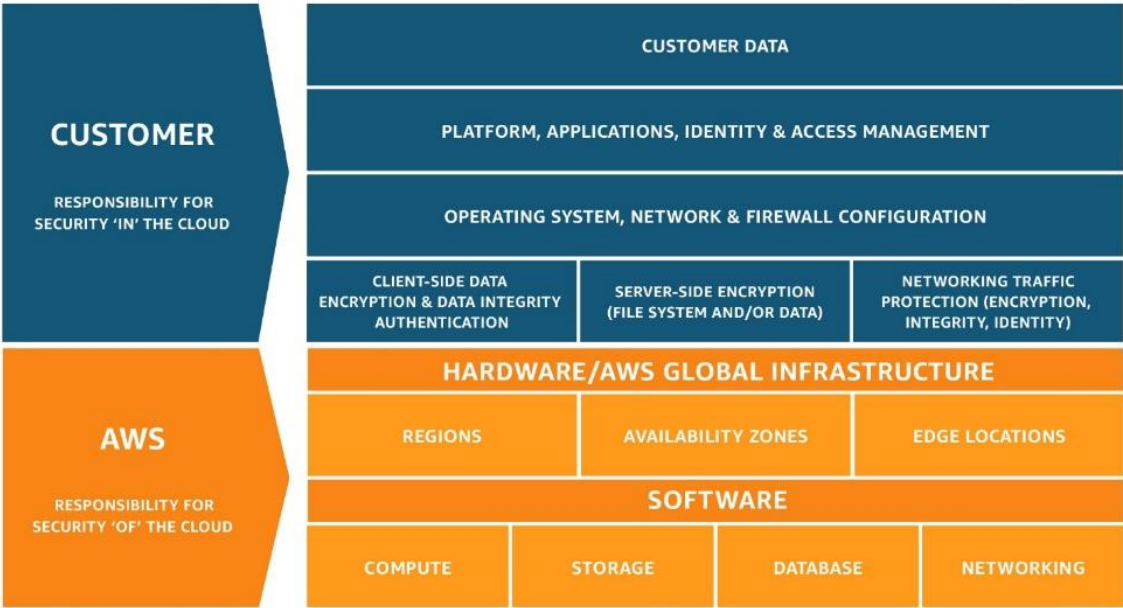 CUSTOMER
RESPONSIBILITY FOR
SECURITY ‘IN’ THE CLOUD
CUSTOMER DATA
PLATFORM, APPLICATIONS, IDENTITY & ACCESS MANAGEMENT
OPERATING SYSTEM, NETWORK & FIREWALL CONFIGURATION
CLIENT-SIDE DATA
ENCRYPTION & DATA INTEGRITY
AUTHENTICATION
SERVER-SIDE ENCRYPTION
(FILE SYSTEM AND/OR DATA)
NETWORKING TRAFFIC
PROTECTION (ENCRYPTION,
INTEGRITY, IDENTITY)
AWS
RESPONSIBILITY FOR
SECURITY ‘OF’ THE CLOUD
HARDWARE/AWS GLOBAL INFRASTRUCTURE
REGIONS
AVAILABILITY ZONES
EDGE LOCATIONS
SOFTWARE
COMPUTE
STORAGE
DATABASE
NETWORKING